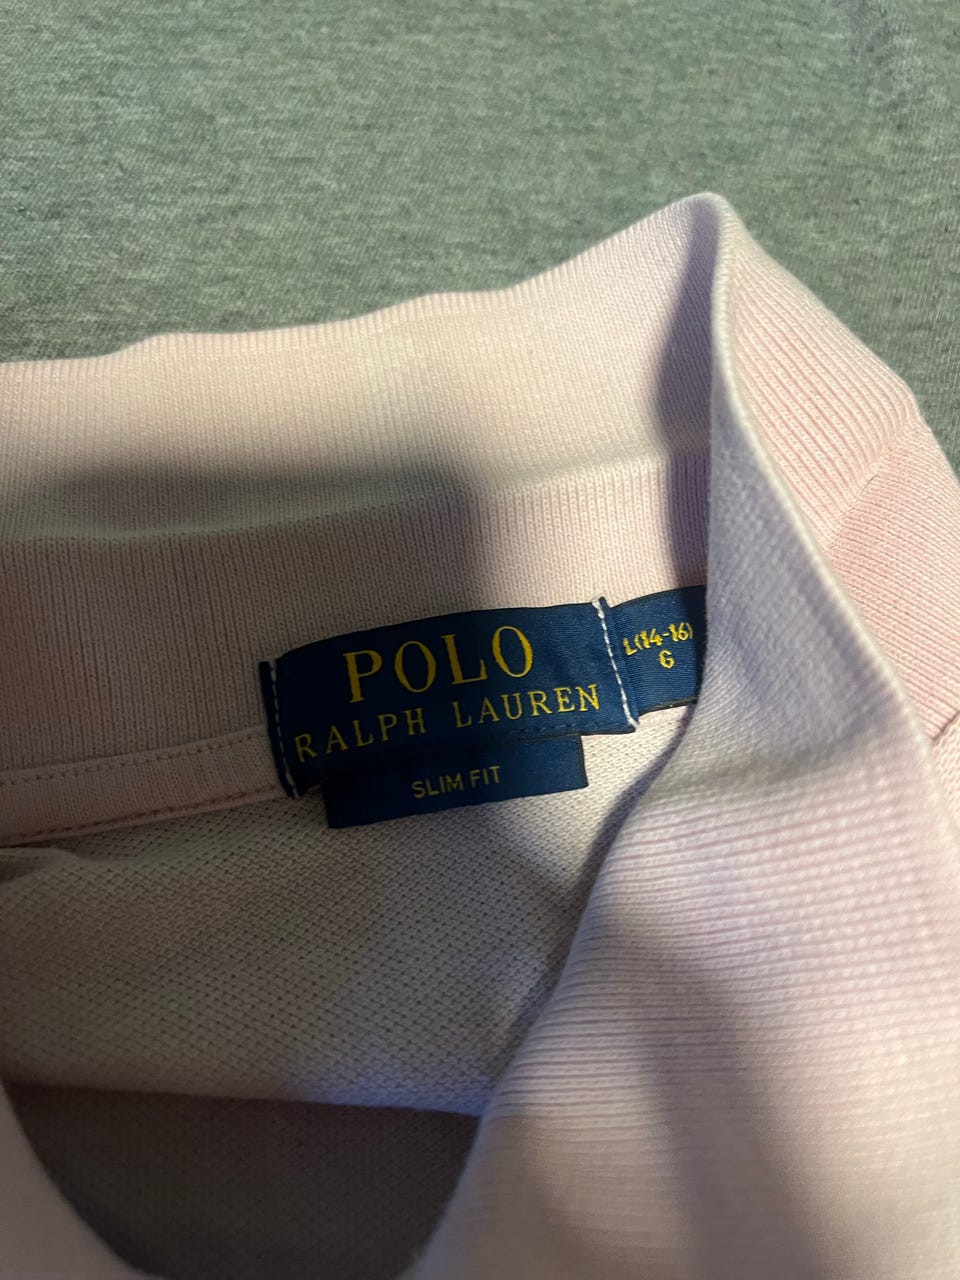 POLO
RALPH LAUREN
SLIM FIT
L(14-16)
G